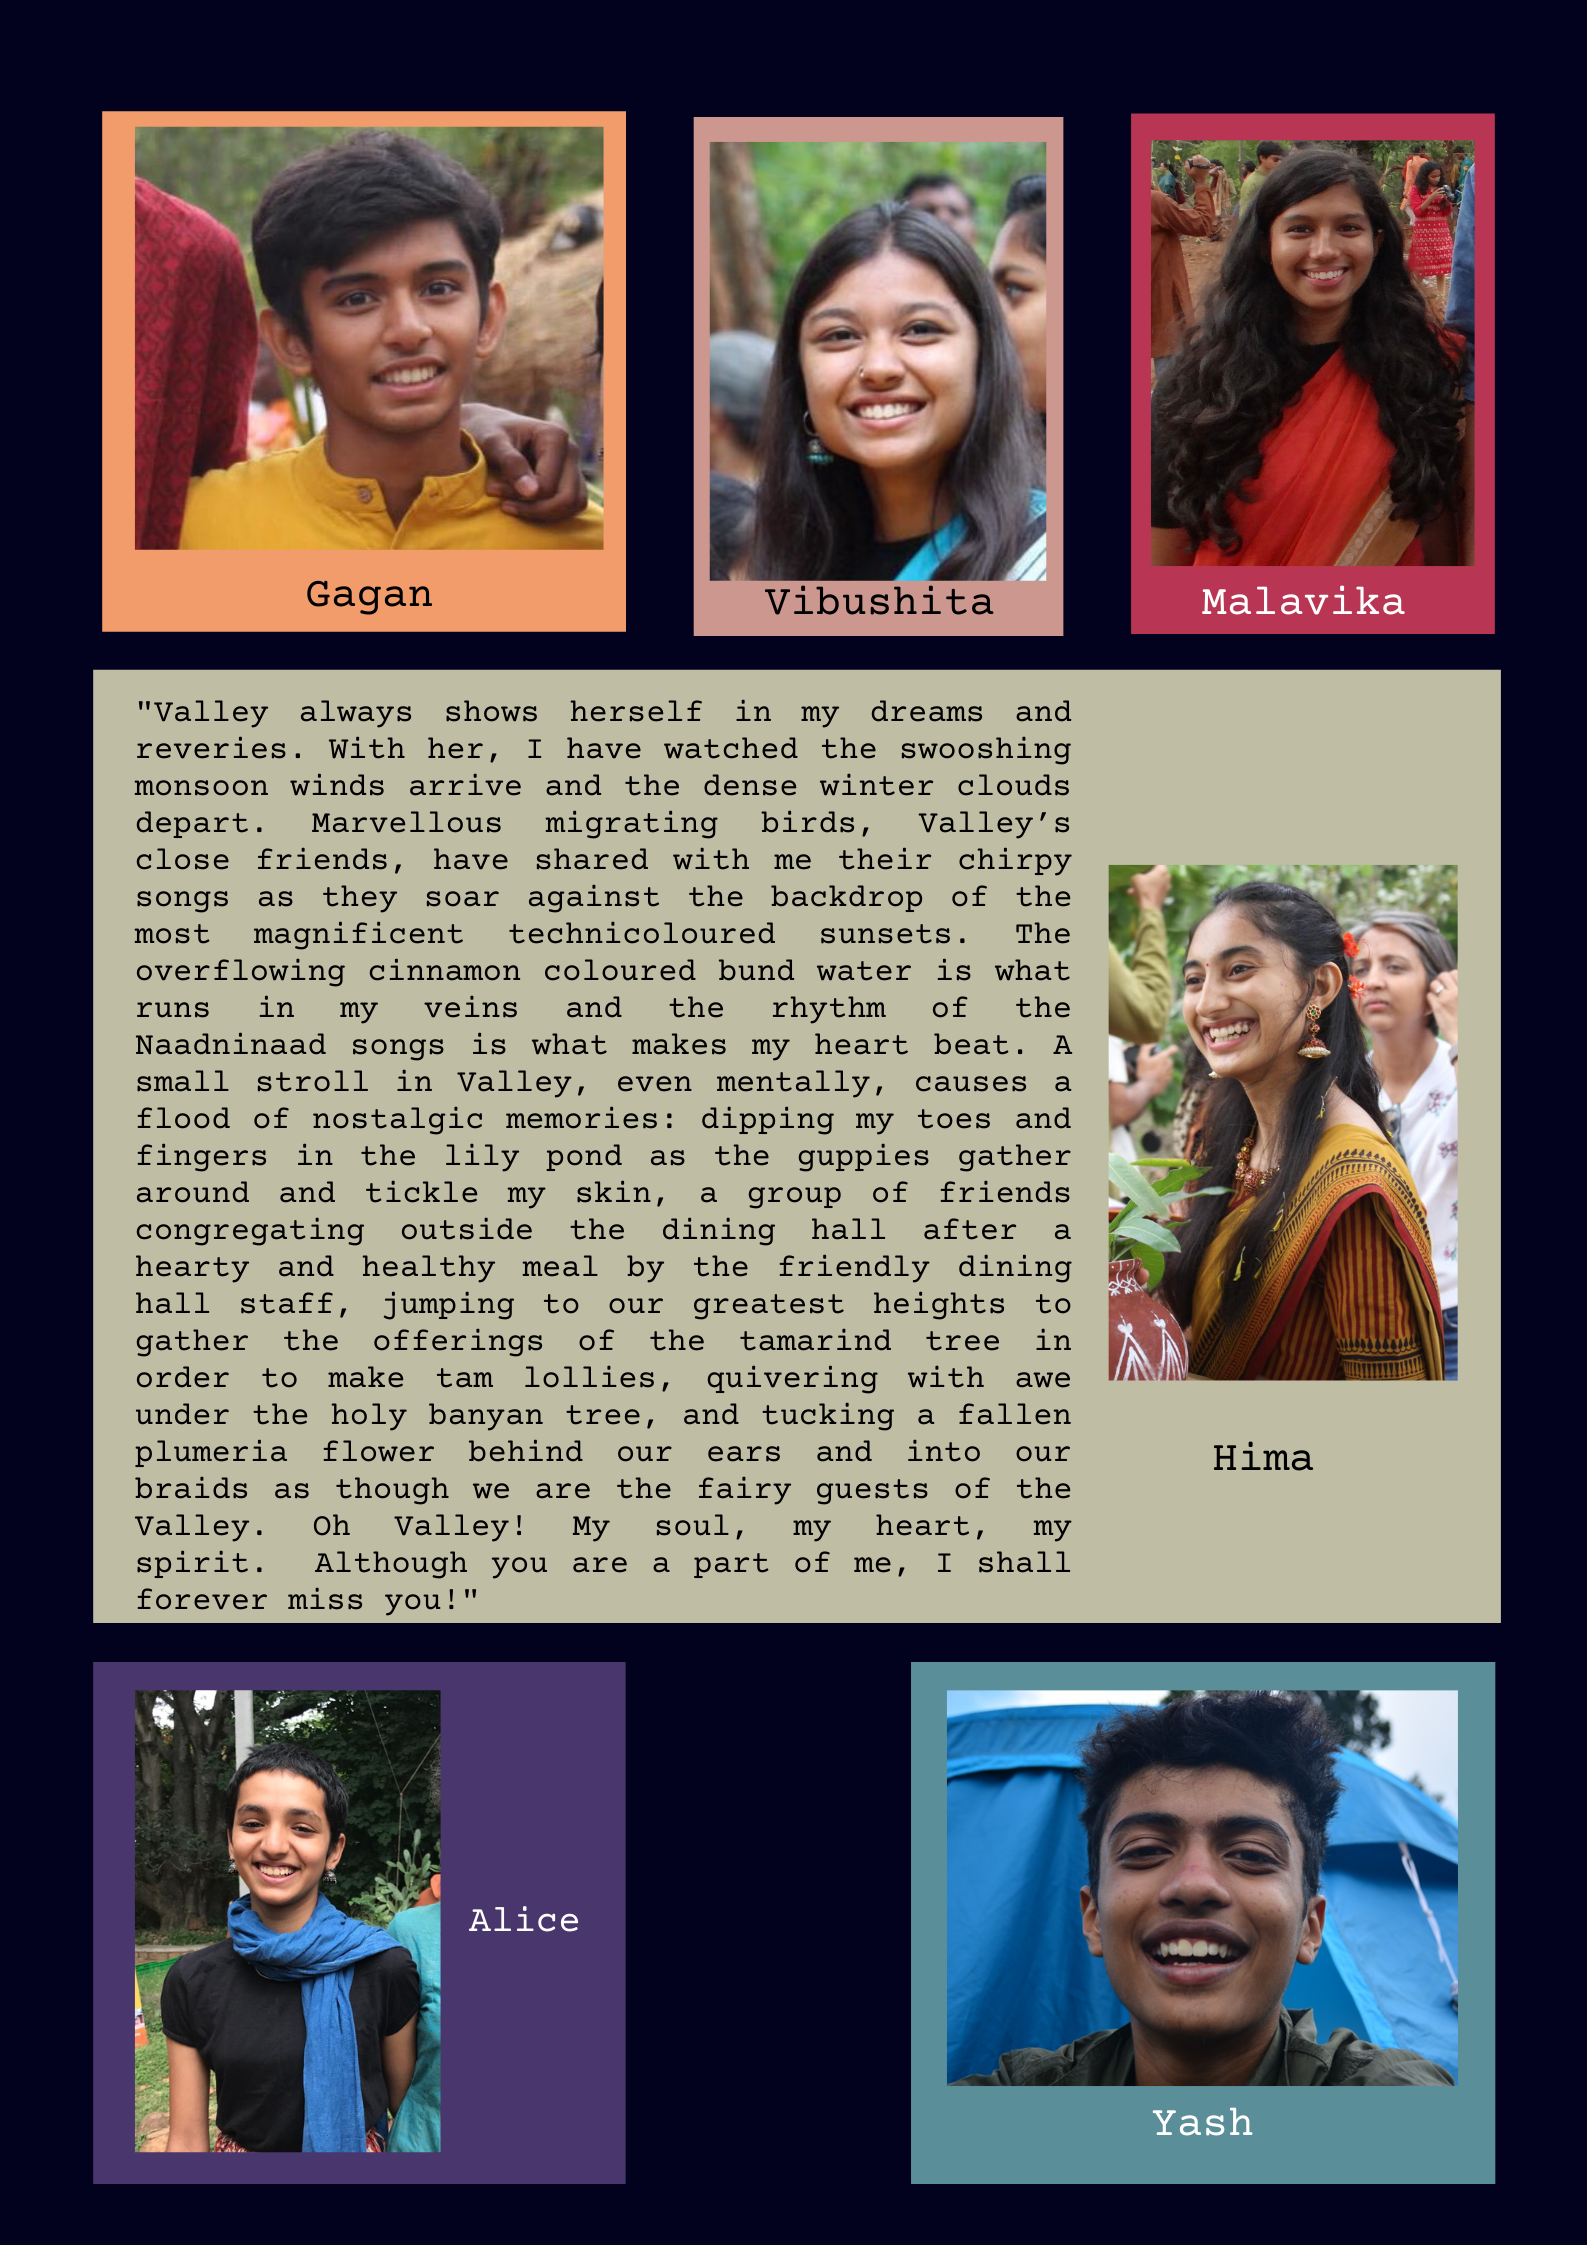 Gagan
Vibushita
Malavika
"Valley always shows herself in my dreams and
reveries. With her, I have watched the swooshing
monsoon winds arrive and the dense winter clouds
depart. Marvellous migrating birds, Valley’s
close friends, have shared with me their chirpy
songs as they soar against the backdrop of the
most magnificent technicoloured sunsets. The
overflowing cinnamon coloured bund water is what
runs in my veins and the rhythm of the
Naadninaad songs is what makes my heart beat. A
small stroll in Valley, even mentally, causes a
flood of nostalgic memories: dipping my toes and
fingers in the lily pond as the guppies gather
around and tickle my skin, a group of friends
congregating outside the dining hall after a
hearty and healthy meal by the friendly dining
hall staff, jumping to our greatest heights to
gather the offerings of the tamarind tree in
order to make tam lollies, quivering with awe
under the holy banyan tree, and tucking a fallen
plumeria flower behind our ears and into our
braids as though we are the fairy guests of the
Valley. Oh Valley! My soul, my heart, my
spirit. Although you are a part of me, I shall
forever miss you!"
Hima
Alice
Yash